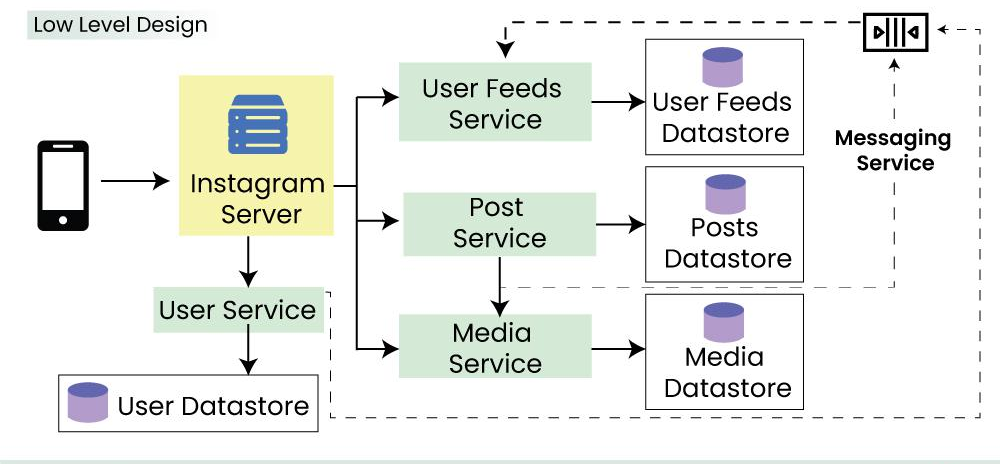 Low Level Design
User Feeds
Service
User Feeds
Datastore
Messaging
Service
Instagram
Server
Post
Service
Posts
Datastore
User Service
Media
Service
Media
Datastore
User Datastore